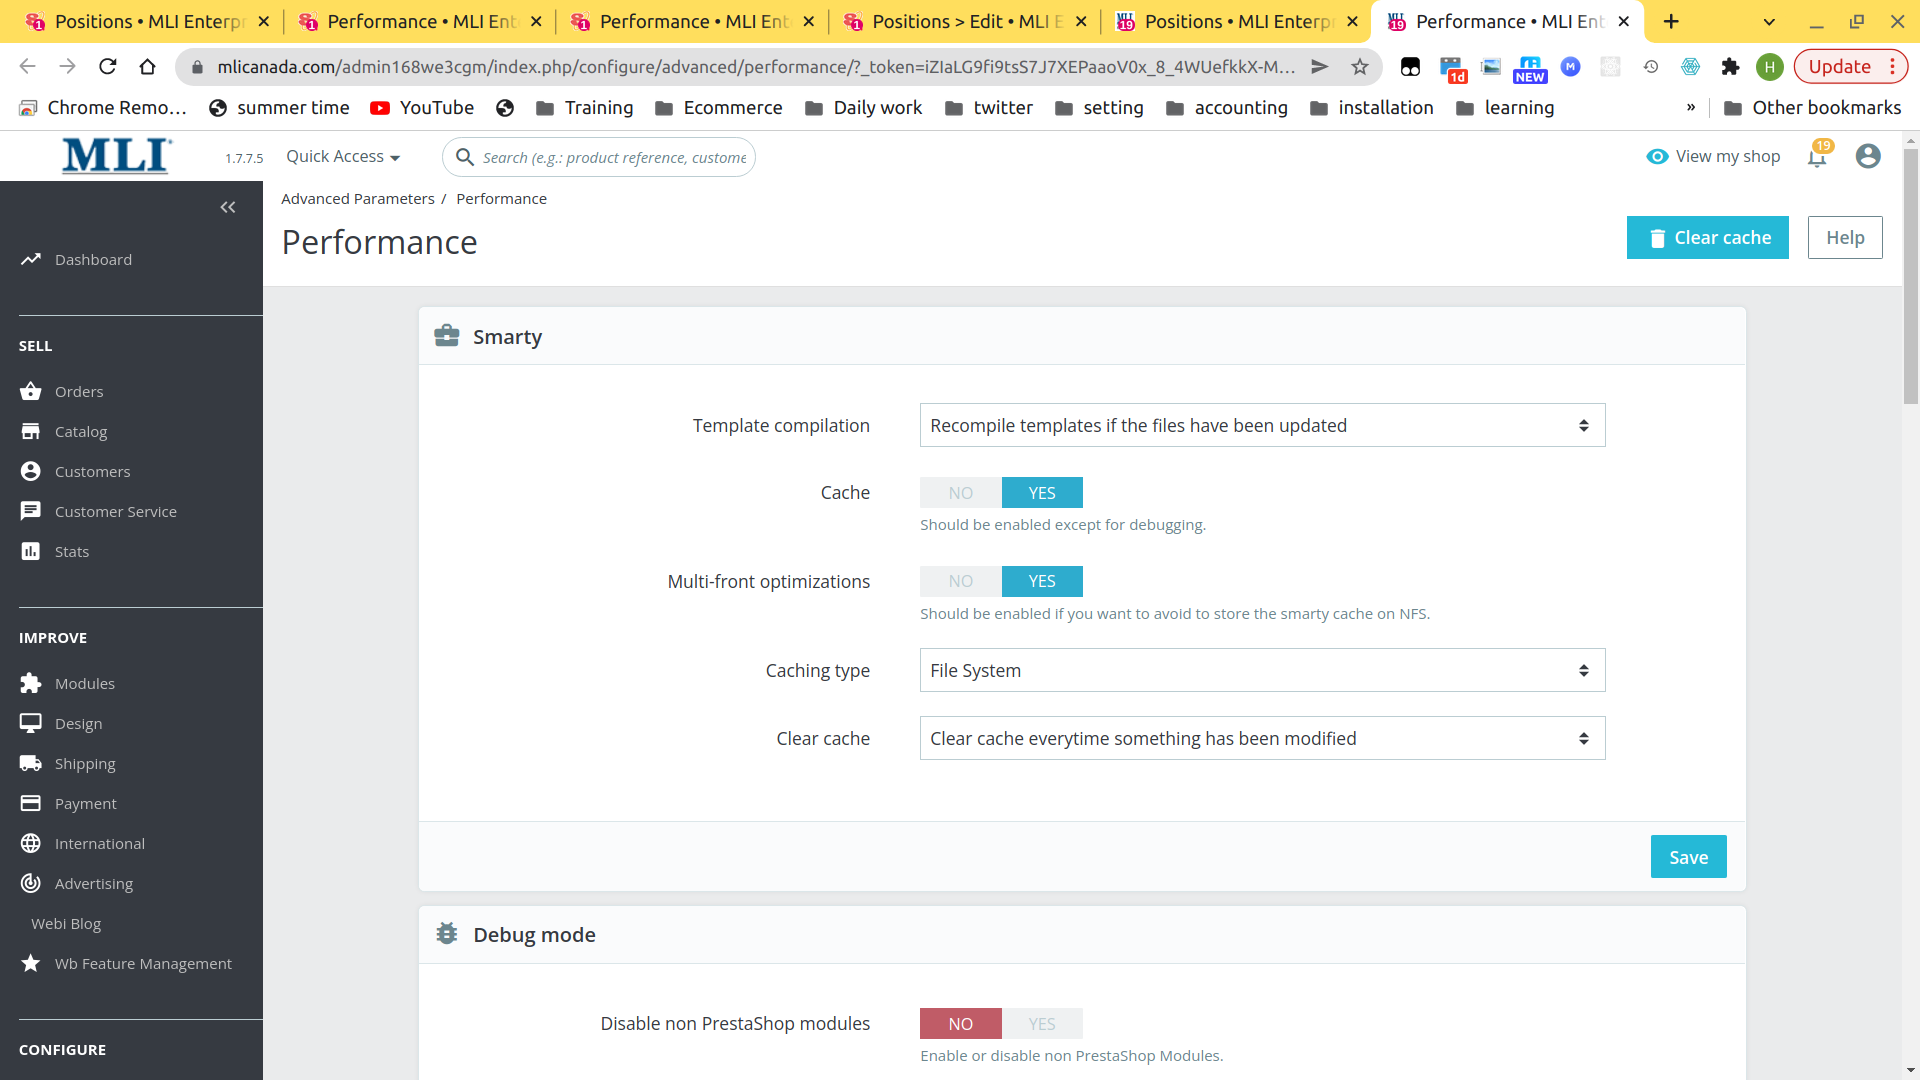 Positions • MLI Enterpr
Performance • MLI Ent
Performance • MLI Ent
Positions > Edit • MLI E
Positions • MLI Enterpr
Performance • MLI Ent
mlicanada.com/admin168we3cgm/index.php/configure/advanced/performance/?_token=iZIaLG9fi9tsS7J7XEPaaoV0x_8_4WUefkkX-M...
1d
NEW
M
H
Update
Chrome Remo...
summer time
YouTube
Training
Ecommerce
Daily work
twitter
setting
accounting
installation
learning
»
Other bookmarks
MLI
1.7.7.5
Quick Access
Search (e.g.: product reference, custome
View my shop
19
Advanced Parameters / Performance
Performance
Clear cache
Help
Dashboard
SELL
Orders
Catalog
Customers
Customer Service
Stats
IMPROVE
Modules
Design
Shipping
Payment
International
Advertising
Webi Blog
Wb Feature Management
CONFIGURE
Smarty
Template compilation
Recompile templates if the files have been updated
Cache
NO YES
Should be enabled except for debugging.
Multi-front optimizations
NO YES
Should be enabled if you want to avoid to store the smarty cache on NFS.
Caching type
File System
Clear cache
Clear cache everytime something has been modified
Save
Debug mode
Disable non PrestaShop modules
NO YES
Enable or disable non PrestaShop Modules.